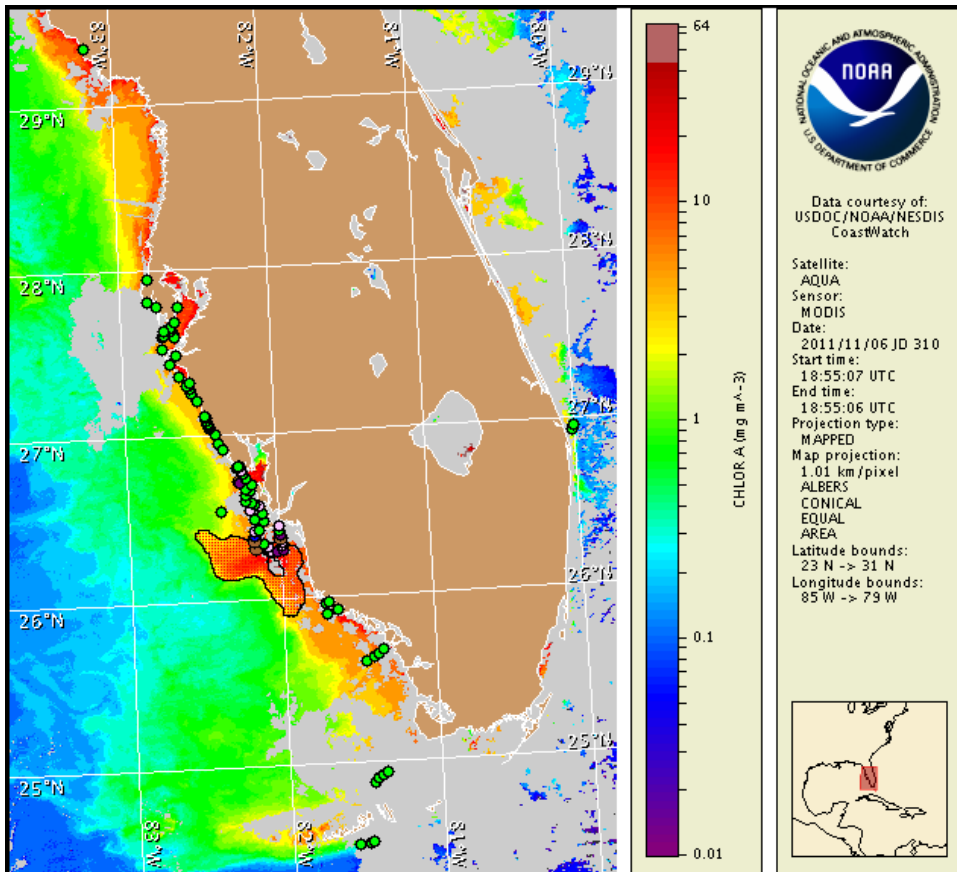 83°W
82°W
81°W
80°W
29°N
29°N
28°N
28°N
27°N
27°N
26°N
26°N
25°N
25°N
83°W
82°W
81°W
64
10
1
0.1
0.01
CHLOR A (mg m^-3)
NATIONAL OCEANIC AND ATMOSPHERIC ADMINISTRATION
NOAA
U.S. DEPARTMENT OF COMMERCE
Data courtesy of:
USDOC/NOAA/NESDIS
CoastWatch
Satellite:
AQUA
Sensor:
MODIS
Date:
2011/11/06 JD 310
Start time:
18:55:07 UTC
End time:
18:55:06 UTC
Projection type:
MAPPED
Map projection:
1.01 km/pixel
ALBERS
CONICAL
EQUAL
AREA
Latitude bounds:
23 N -> 31 N
Longitude bounds:
85 W -> 79 W